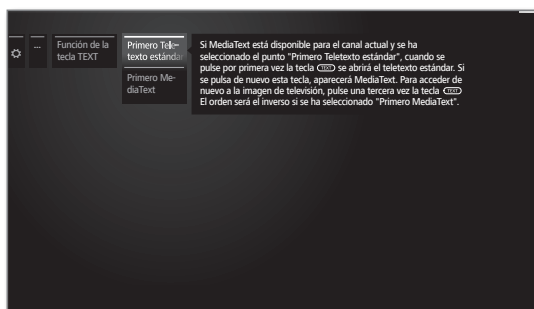 ...
Función de la
tecla TEXT
Primero Tele-
texto estándar
Primero Me-
diaText
Si MediaText está disponible para el canal actual y se ha
seleccionado el punto "Primero Teletexto estándar", cuando se
pulse por primera vez la tecla TEXT se abrirá el teletexto estándar. Si
se pulsa de nuevo esta tecla, aparecerá MediaText. Para acceder de
nuevo a la imagen de televisión, pulse una tercera vez la tecla TEXT
El orden será el inverso si se ha seleccionado "Primero MediaText".